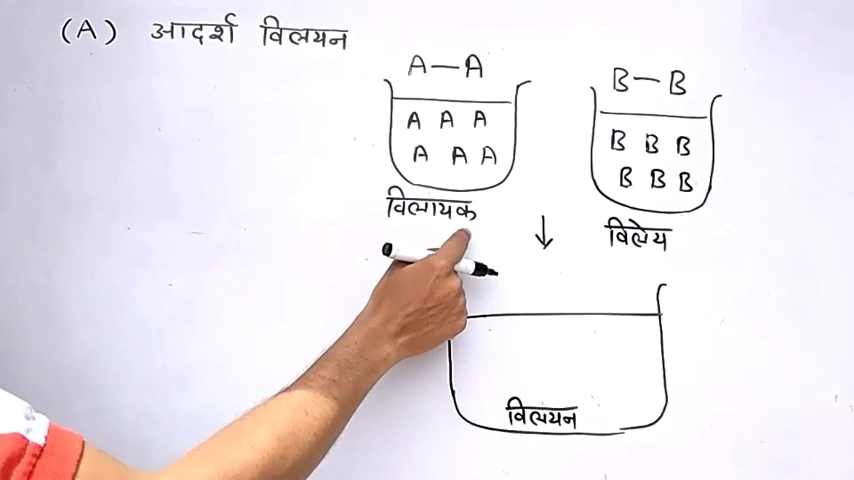 (A) आदर्श विलयन
A—A
B—B
A A A
A A A
B B B
B B B
विलायक
विलेय
विलयन